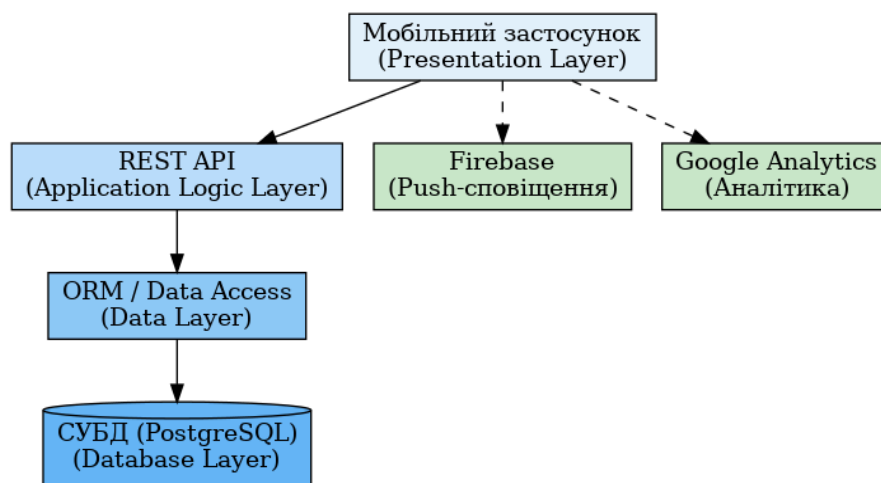 Мобільний застосунок
(Presentation Layer)
REST API
(Application Logic Layer)
Firebase
(Push-сповіщення)
Google Analytics
(Аналітика)
ORM / Data Access
(Data Layer)
СУБД (PostgreSQL)
(Database Layer)